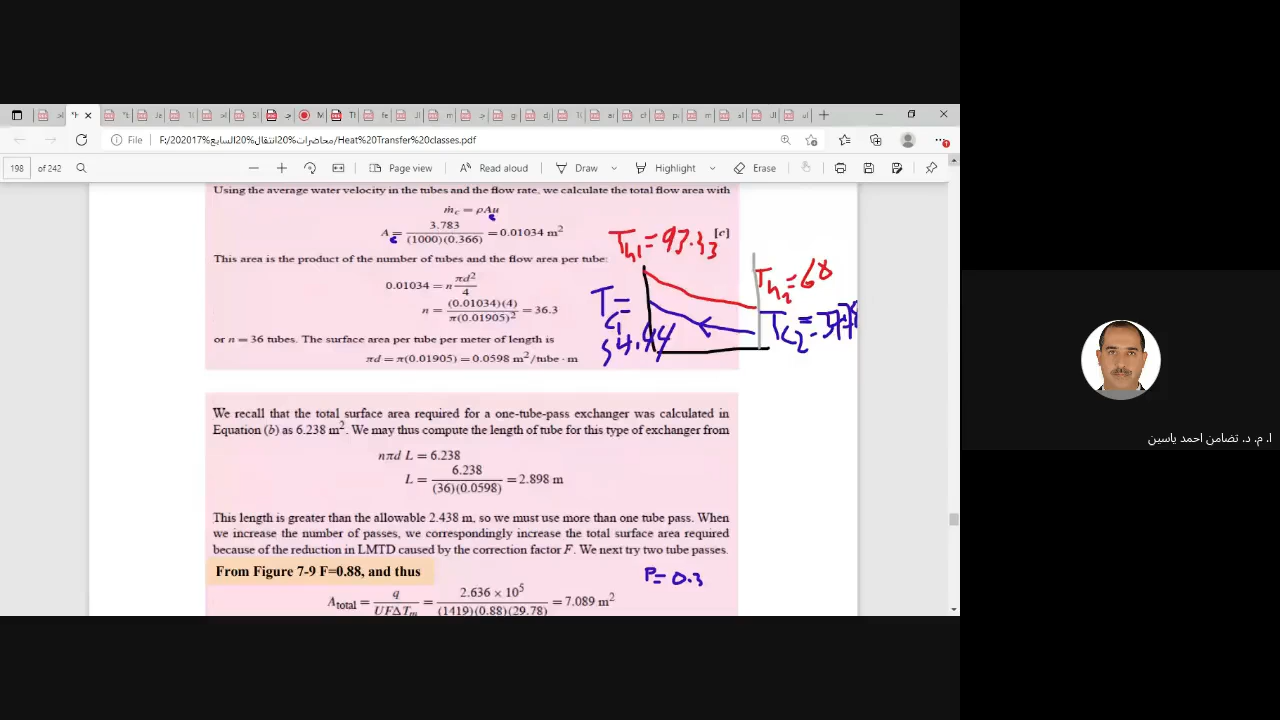 File
F:/202017%السابع%20انتقال%20محاضرات/Heat%20Transfer%20classes.pdf
198 of 242
Page view
Read aloud
Draw
Highlight
Erase
Using the average water velocity in the tubes and the flow rate, we calculate the total flow area with
ṁc = ρAu
c
A = 3.783 / (1000)(0.366) = 0.01034 m²
c
[c]
Th1 = 93.33
Th2 = 68
This area is the product of the number of tubes and the flow area per tube:
0.01034 = n πd²/4
n = (0.01034)(4) / π(0.01905)² = 36.3
Tc1 = 54.44
Tc2 =
or n = 36 tubes. The surface area per tube per meter of length is
πd = π(0.01905) = 0.0598 m²/tube · m
We recall that the total surface area required for a one-tube-pass exchanger was calculated in
Equation (b) as 6.238 m². We may thus compute the length of tube for this type of exchanger from
nπd L = 6.238
L = 6.238 / (36)(0.0598) = 2.898 m
This length is greater than the allowable 2.438 m, so we must use more than one tube pass. When
we increase the number of passes, we correspondingly increase the total surface area required
because of the reduction in LMTD caused by the correction factor F. We next try two tube passes.
From Figure 7-9 F=0.88, and thus
P= 0.3
Atotal = q / UFΔTm = 2.636 × 10⁵ / (1419)(0.88)(29.78) = 7.089 m²
ا. م. د. تضامن احمد ياسين